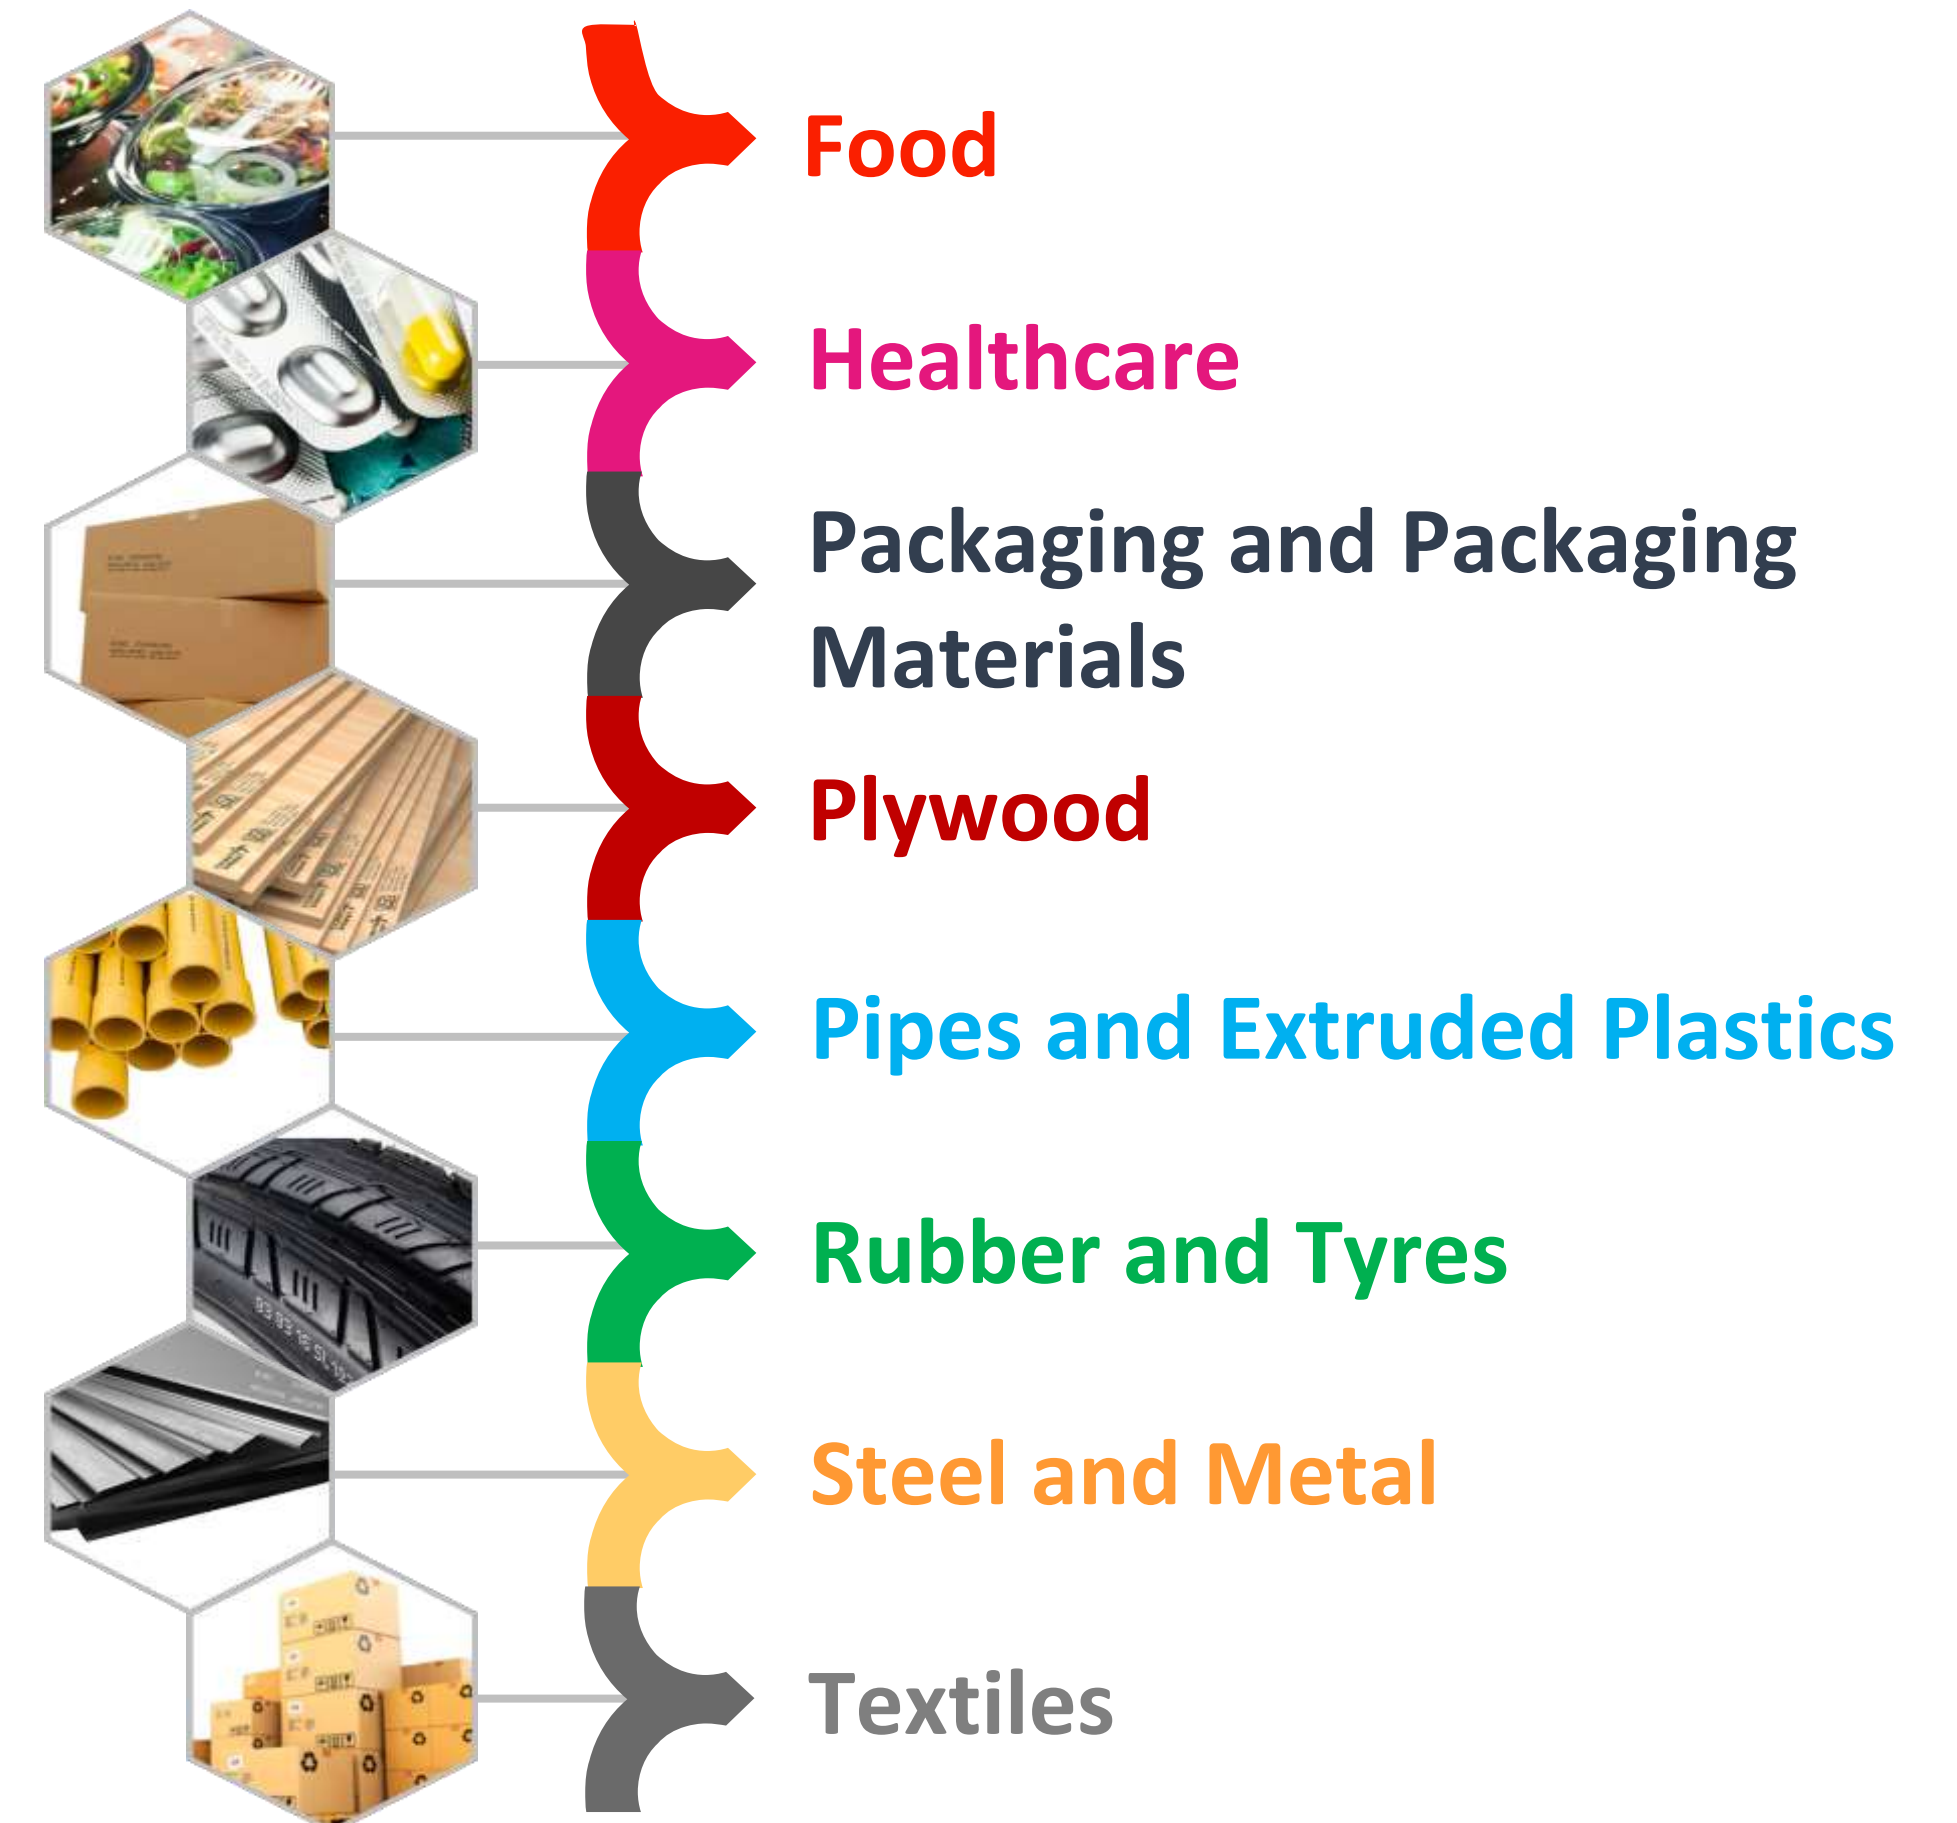 Food
Healthcare
Packaging and Packaging
Materials
Plywood
Pipes and Extruded Plastics
Rubber and Tyres
Steel and Metal
Textiles